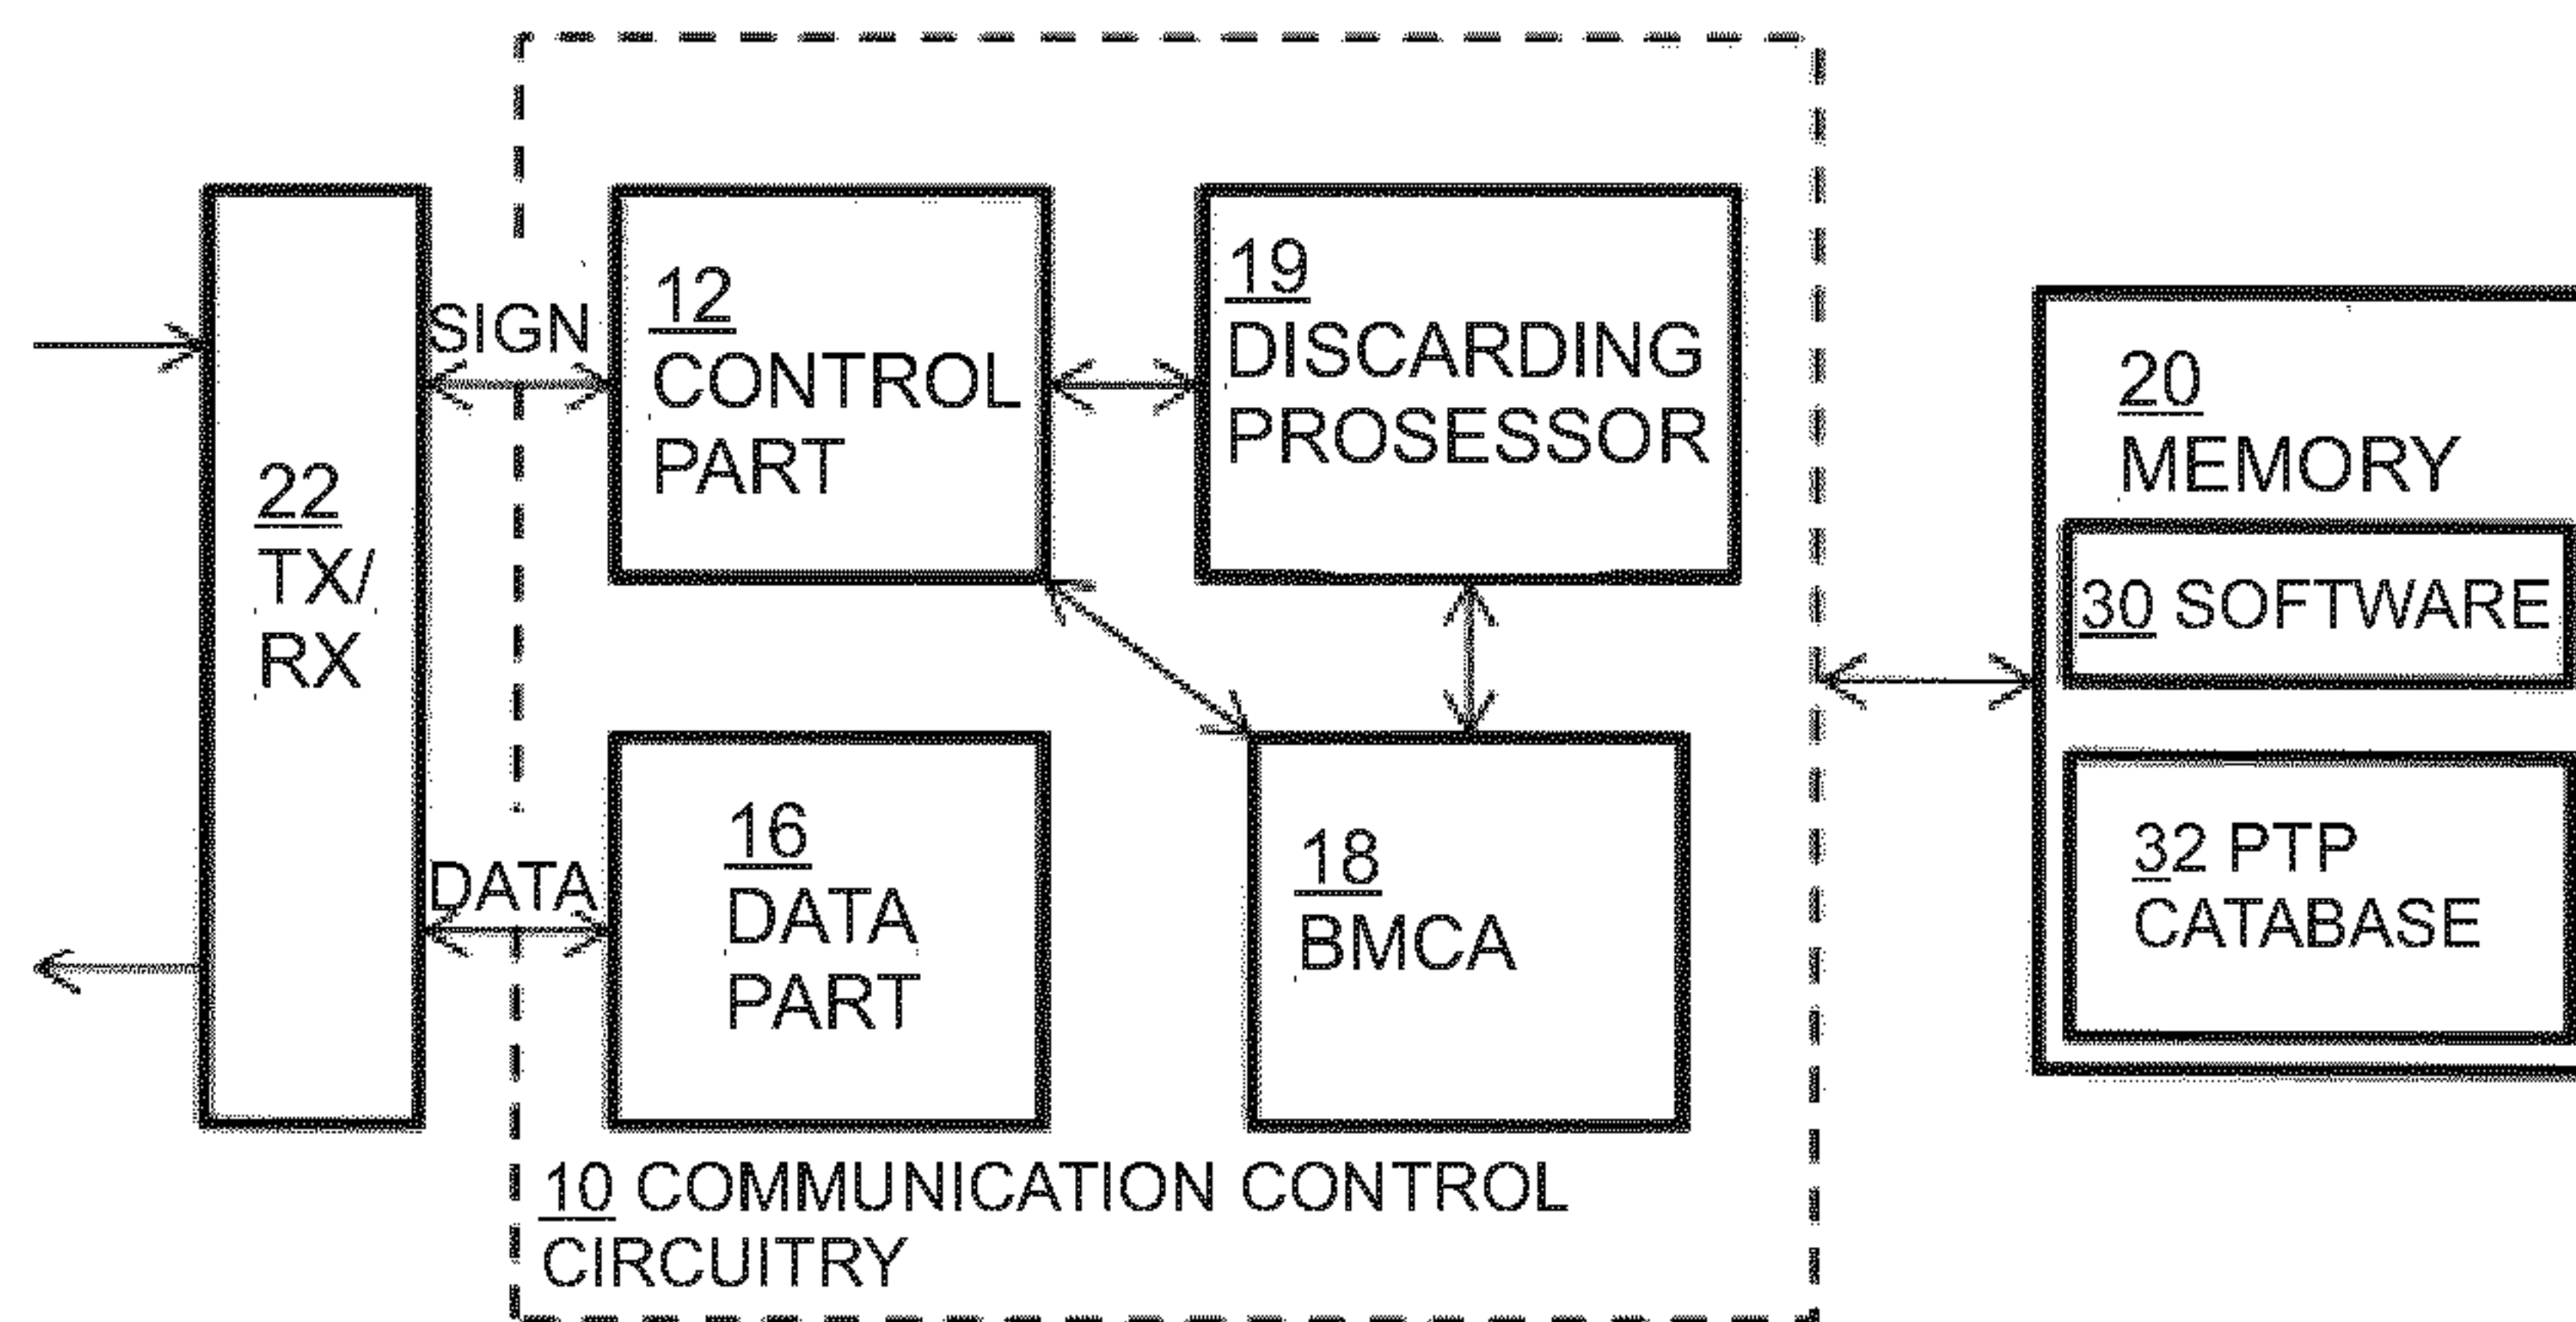 22
TX/
RX
SIGN
DATA
12
CONTROL
PART
19
DISCARDING
PROSESSOR
16
DATA
PART
18
BMCA
10 COMMUNICATION CONTROL
CIRCUITRY
20
MEMORY
30 SOFTWARE
32 PTP
CATABASE